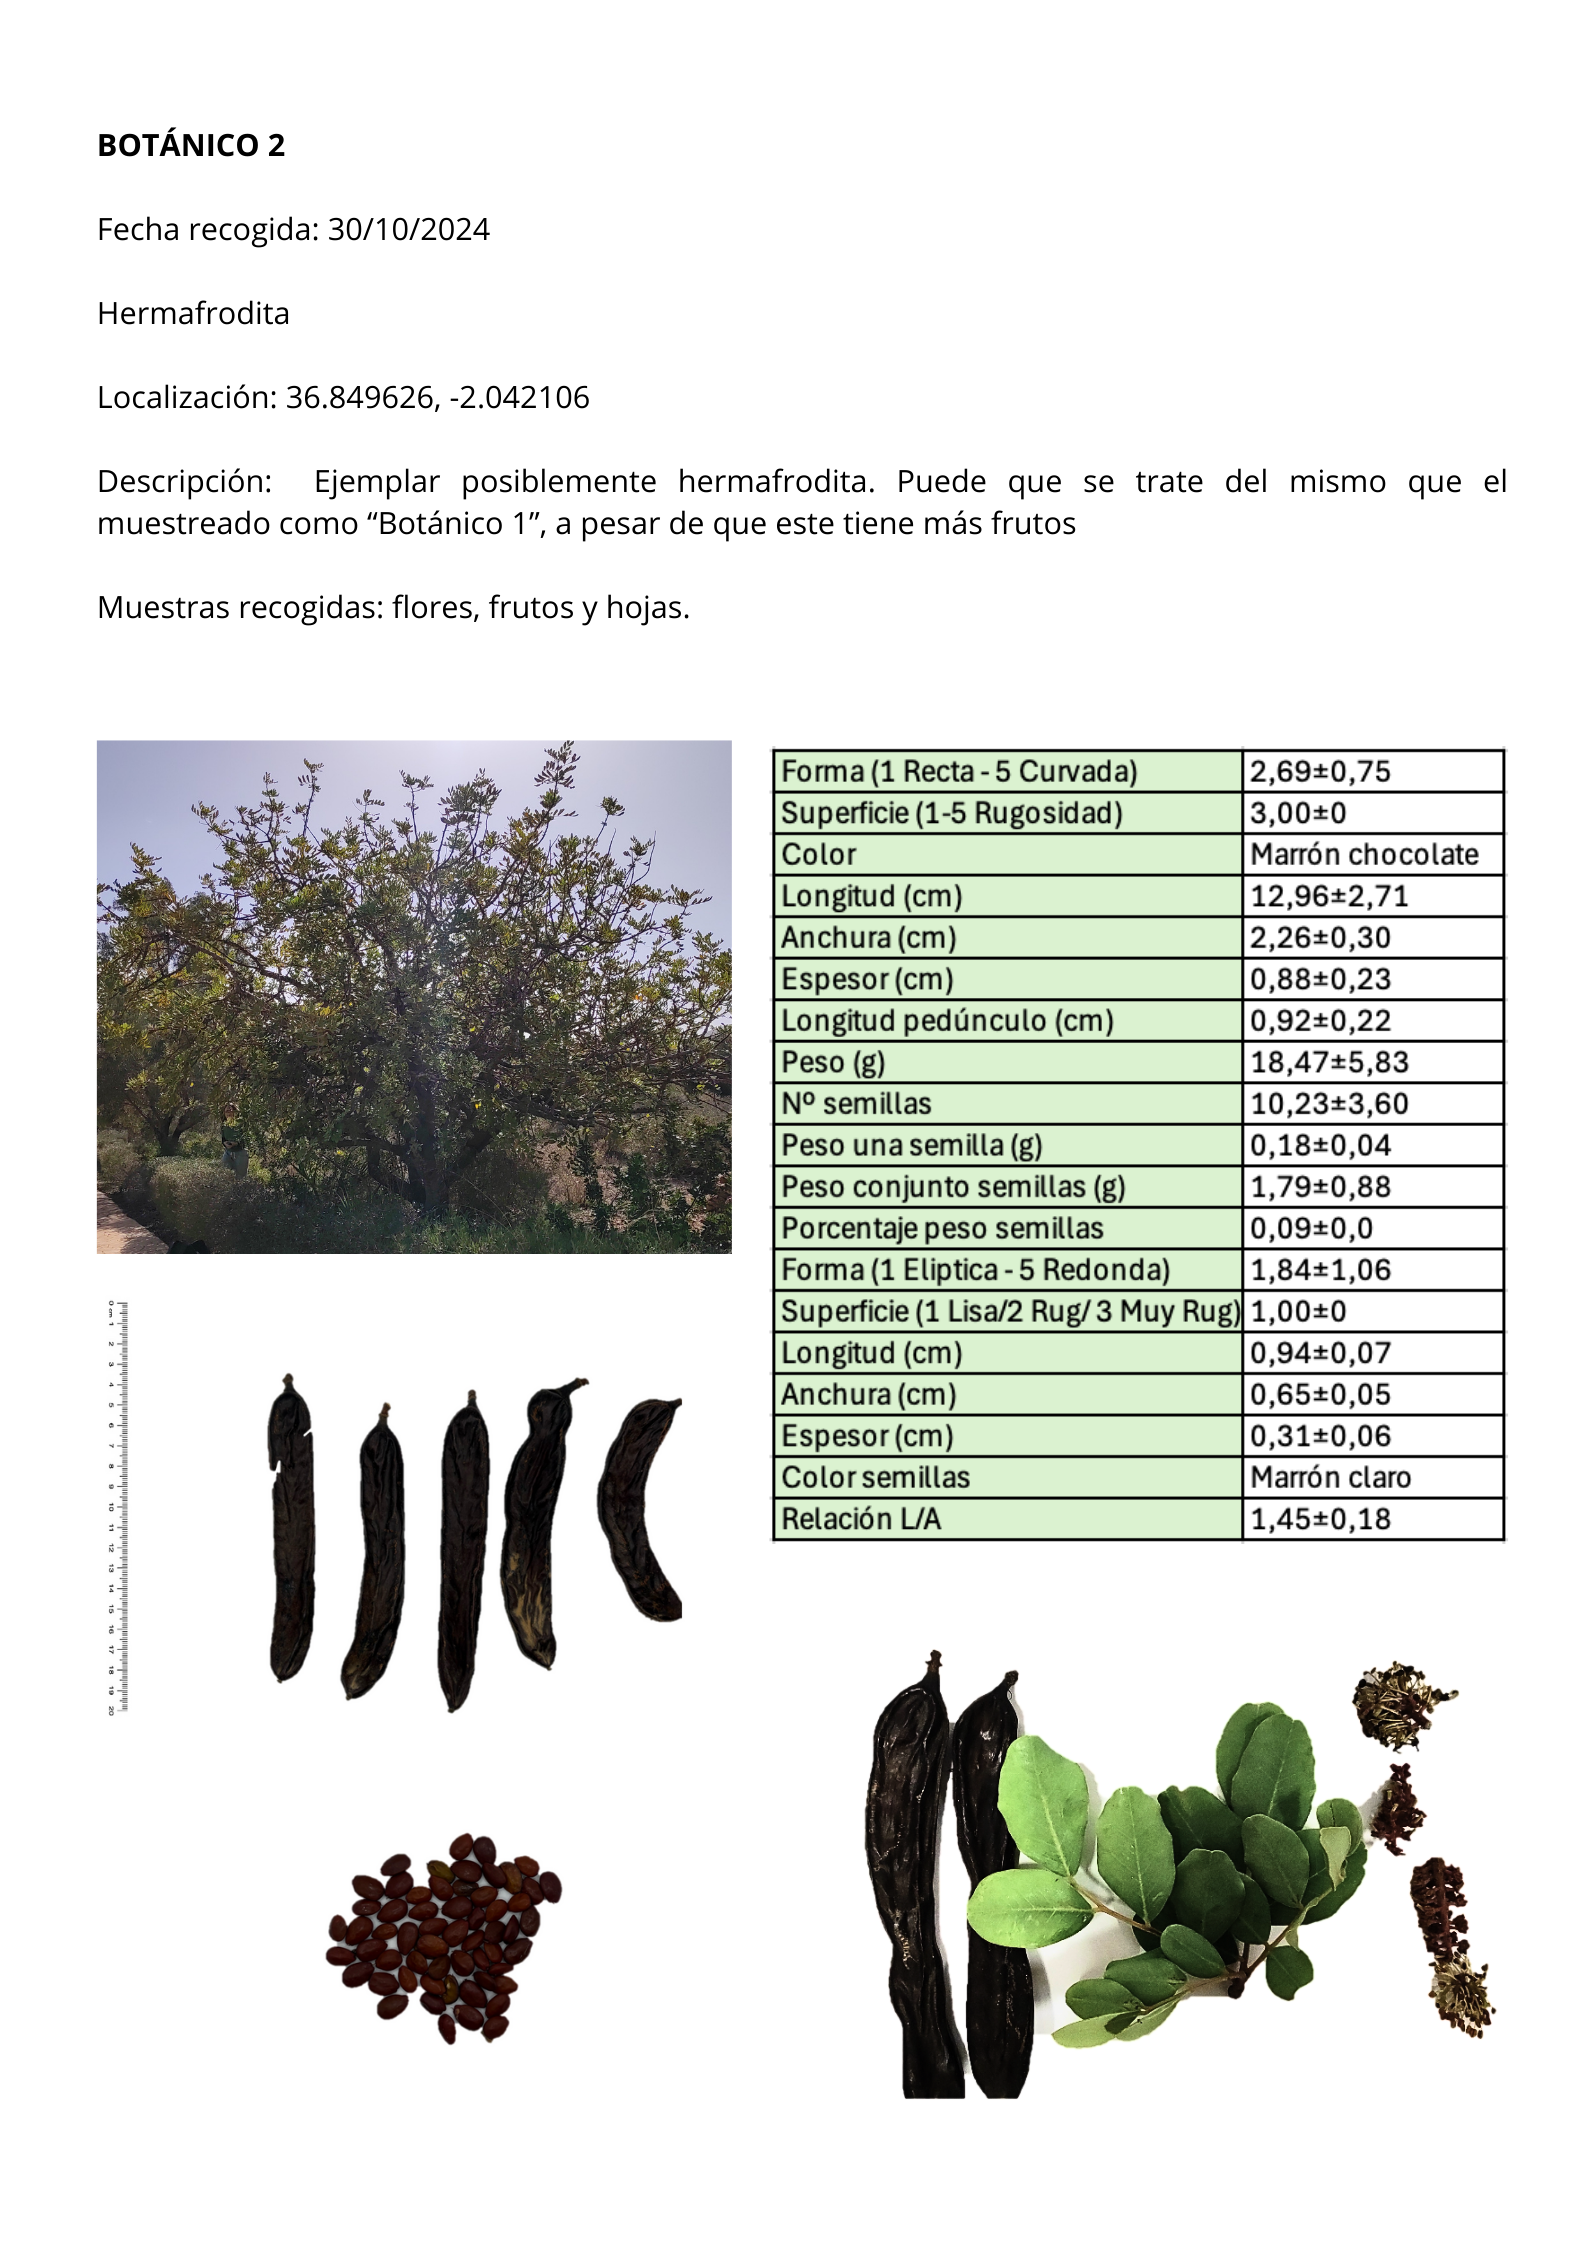 BOTÁNICO 2
Fecha recogida: 30/10/2024
Hermafrodita
Localización: 36.849626, -2.042106
Descripción: Ejemplar posiblemente hermafrodita. Puede que se trate del mismo que el
muestreado como “Botánico 1”, a pesar de que este tiene más frutos
Muestras recogidas: flores, frutos y hojas.
Forma (1 Recta - 5 Curvada) 2,69±0,75
Superficie (1-5 Rugosidad) 3,00±0
Color Marrón chocolate
Longitud (cm) 12,96±2,71
Anchura (cm) 2,26±0,30
Espesor (cm) 0,88±0,23
Longitud pedúnculo (cm) 0,92±0,22
Peso (g) 18,47±5,83
Nº semillas 10,23±3,60
Peso una semilla (g) 0,18±0,04
Peso conjunto semillas (g) 1,79±0,88
Porcentaje peso semillas 0,09±0,0
Forma (1 Eliptica - 5 Redonda) 1,84±1,06
Superficie (1 Lisa/2 Rug/ 3 Muy Rug) 1,00±0
Longitud (cm) 0,94±0,07
Anchura (cm) 0,65±0,05
Espesor (cm) 0,31±0,06
Color semillas Marrón claro
Relación L/A 1,45±0,18
0 cm 1 2 3 4 5 6 7 8 9 10 11 12 13 14 15 16 17 18 19 20